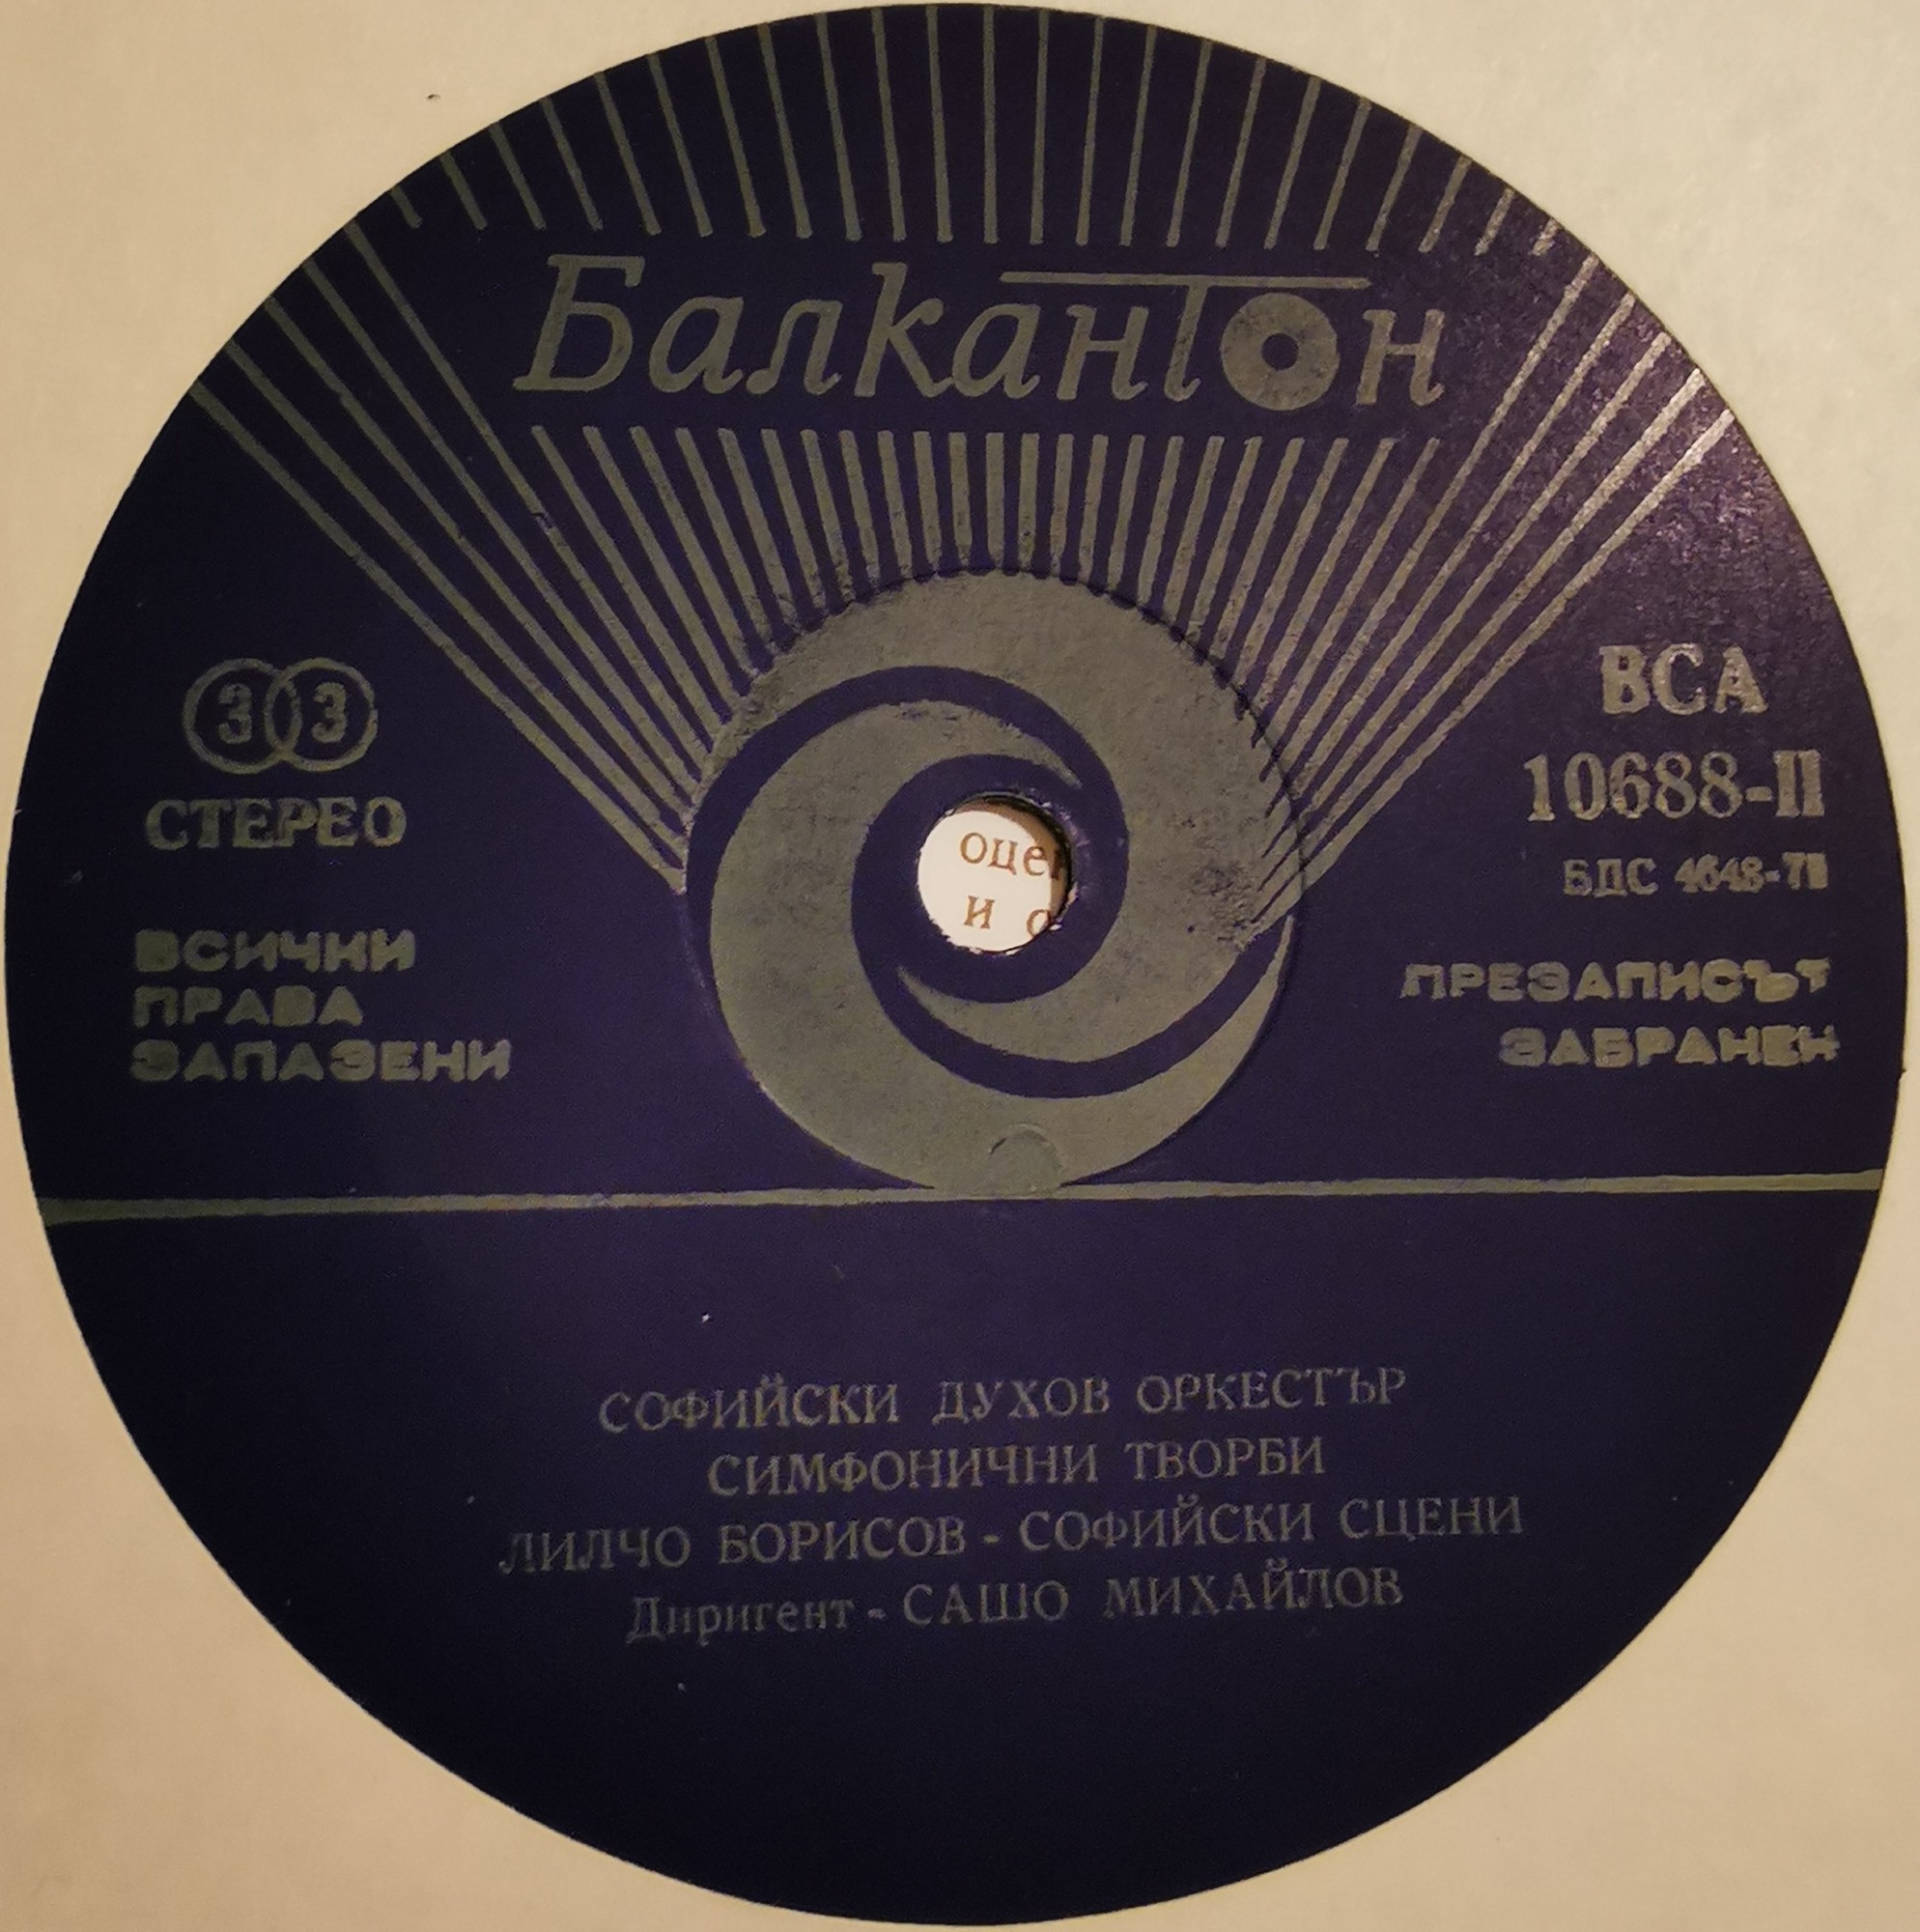 Балкантон
33
СТЕРЕО
ВСИЧКИ
ПРАВА
ЗАПАЗЕНИ
ВСА
10688-II
БДС 4648-71
ПРЕЗАПИСЪТ
ЗАБРАНЕН
и
СОФИЙСКИ ДУХОВ ОРКЕСТЪР
СИМФОНИЧНИ ТВОРБИ
ЛИЛЧО БОРИСОВ - СОФИЙСКИ СЦЕНИ
Диригент - САШО МИХАЙЛОВ